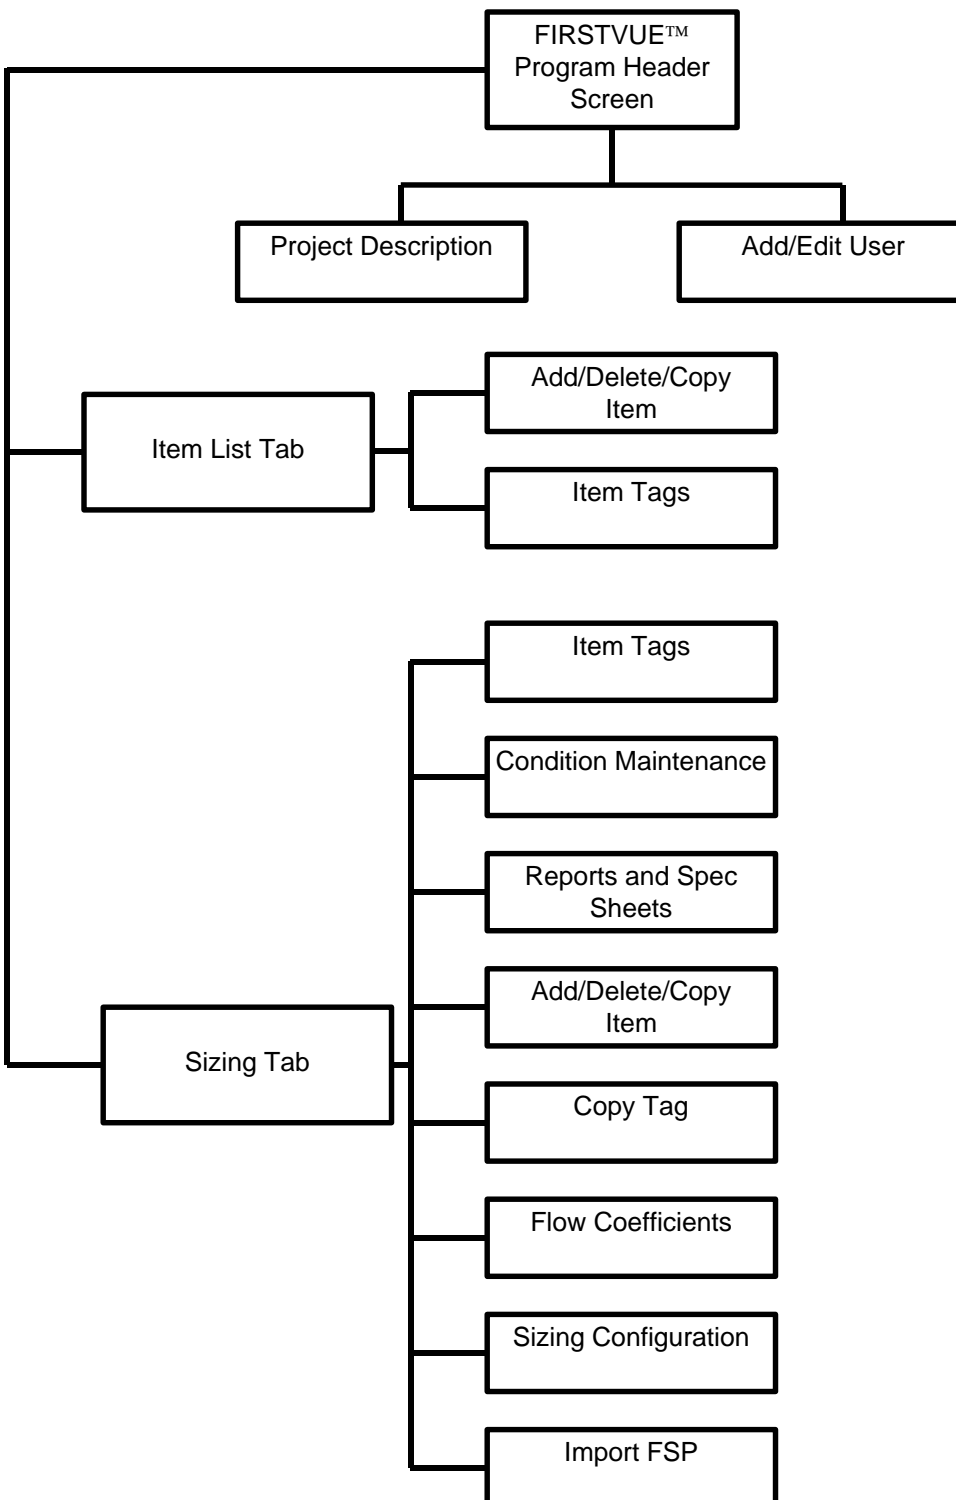 FIRSTVUE™
Program Header
Screen
Project Description
Add/Edit User
Add/Delete/Copy
Item
Item List Tab
Item Tags
Item Tags
Condition Maintenance
Reports and Spec
Sheets
Add/Delete/Copy
Item
Sizing Tab
Copy Tag
Flow Coefficients
Sizing Configuration
Import FSP